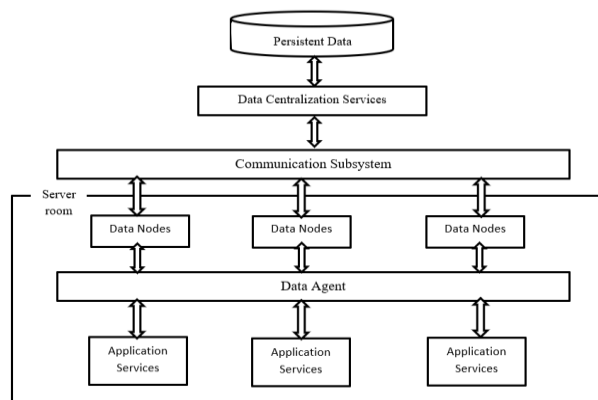 Persistent Data
Data Centralization Services
Communication Subsystem
Server
room
Data Nodes
Data Nodes
Data Nodes
Data Agent
Application
Services
Application
Services
Application
Services